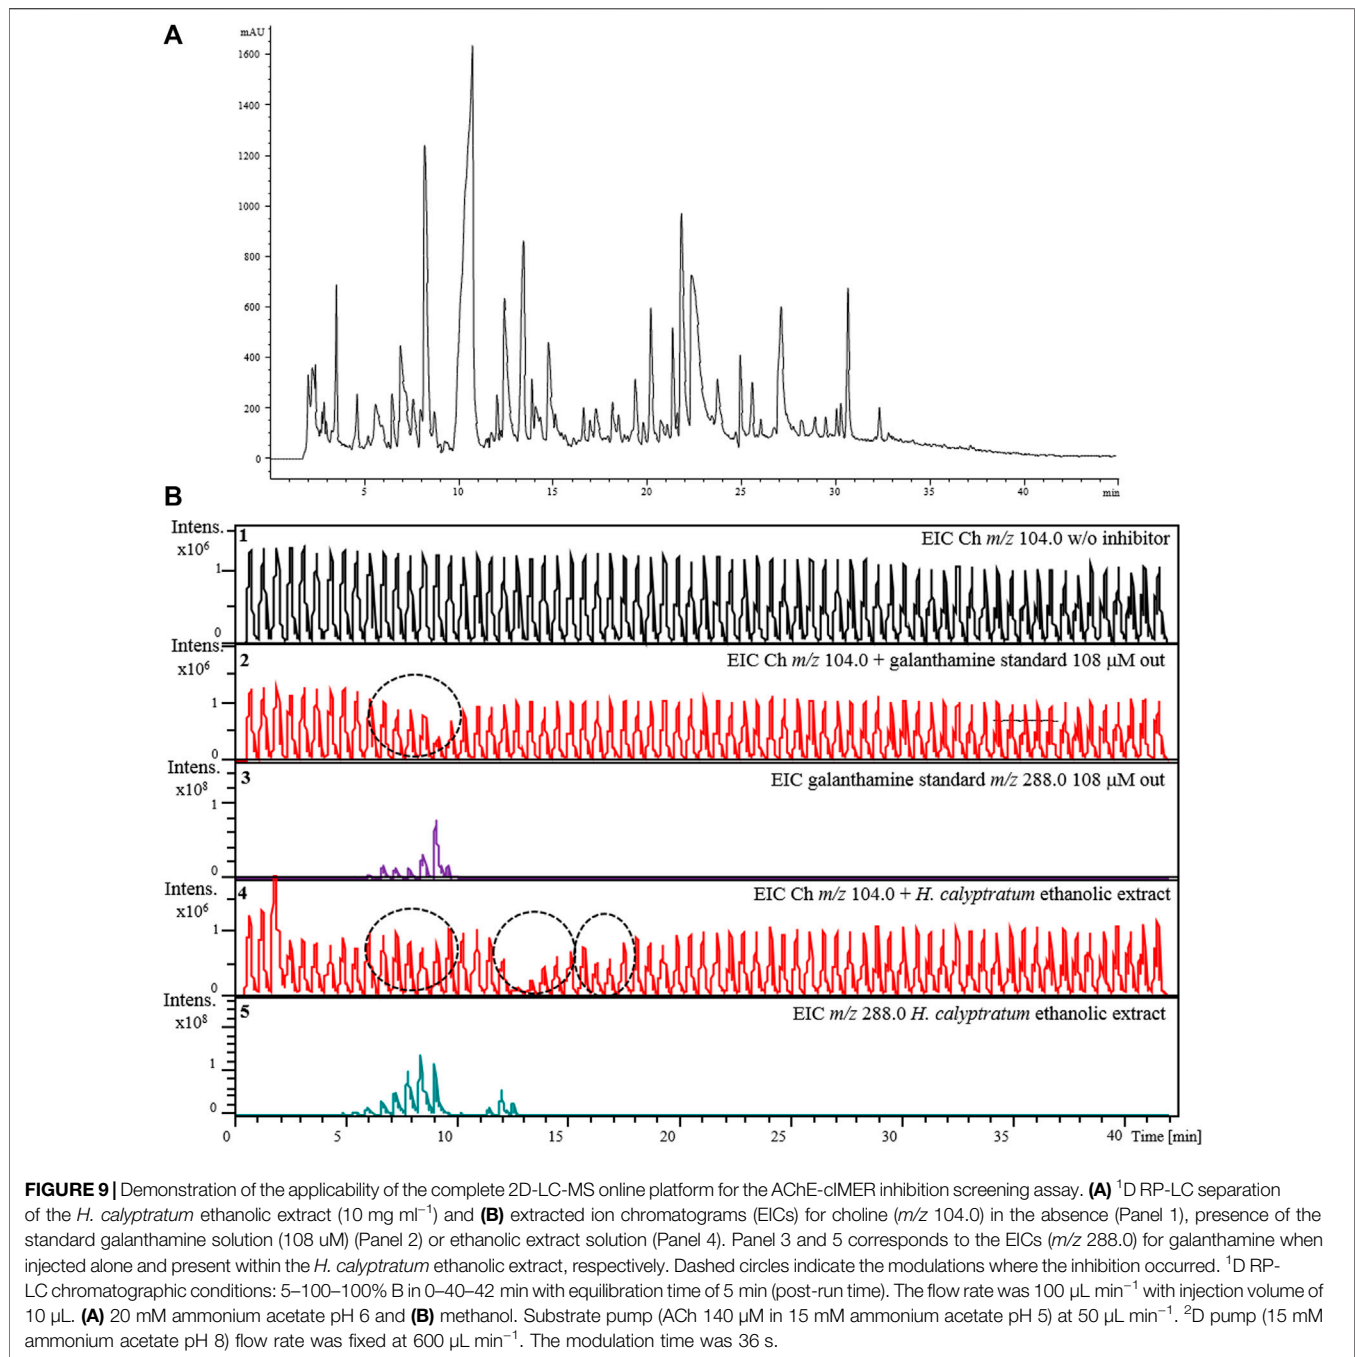 A
mAU
1600
1400
1200
1000
800
600
400
200
0
5
10
15
20
25
30
35
40
min
B
Intens.
x10⁶
1
0
1
EIC Ch m/z 104.0 w/o inhibitor
Intens.
x10⁶
1
0
2
EIC Ch m/z 104.0 + galanthamine standard 108 µM out
Intens.
x10⁸
1
0
3
EIC galanthamine standard m/z 288.0 108 µM out
Intens.
x10⁶
1
0
4
EIC Ch m/z 104.0 + H. calyptratum ethanolic extract
Intens.
x10⁸
1
0
5
EIC m/z 288.0 H. calyptratum ethanolic extract
0
5
10
15
20
25
30
35
40
Time [min]
FIGURE 9 | Demonstration of the applicability of the complete 2D-LC-MS online platform for the AChE-cIMER inhibition screening assay. (A) ¹D RP-LC separation
of the H. calyptratum ethanolic extract (10 mg ml⁻¹) and (B) extracted ion chromatograms (EICs) for choline (m/z 104.0) in the absence (Panel 1), presence of the
standard galanthamine solution (108 uM) (Panel 2) or ethanolic extract solution (Panel 4). Panel 3 and 5 corresponds to the EICs (m/z 288.0) for galanthamine when
injected alone and present within the H. calyptratum ethanolic extract, respectively. Dashed circles indicate the modulations where the inhibition occurred. ¹D RP-
LC chromatographic conditions: 5–100–100% B in 0–40–42 min with equilibration time of 5 min (post-run time). The flow rate was 100 µL min⁻¹ with injection volume of
10 µL. (A) 20 mM ammonium acetate pH 6 and (B) methanol. Substrate pump (ACh 140 µM in 15 mM ammonium acetate pH 5) at 50 µL min⁻¹. ²D pump (15 mM
ammonium acetate pH 8) flow rate was fixed at 600 µL min⁻¹. The modulation time was 36 s.